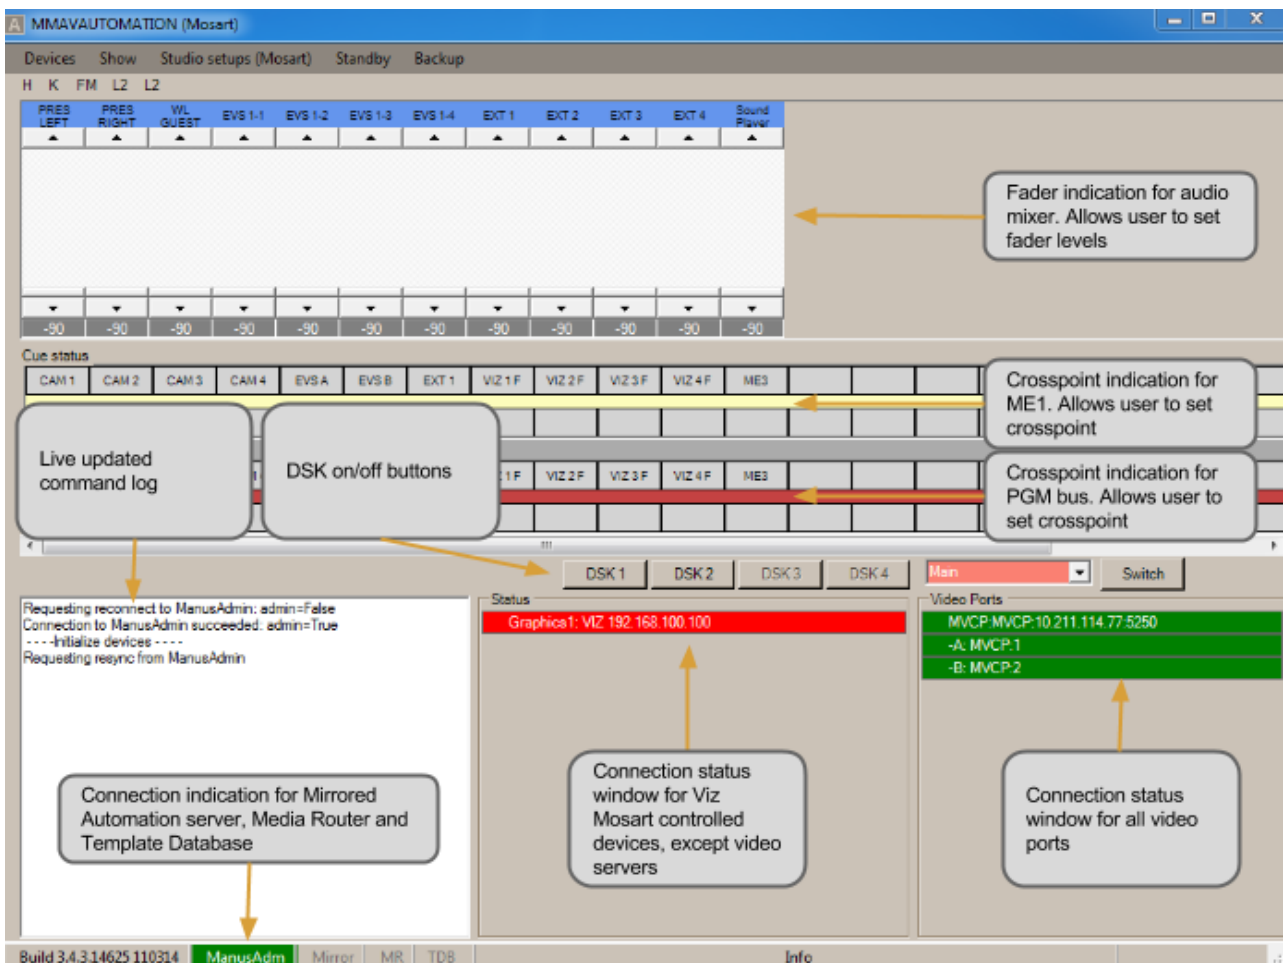 A MMAVAUTOMATION (Mosart)
Devices Show Studio setups (Mosart) Standby Backup
H K FM L2 L2
PRES LEFT PRES RIGHT WL GUEST EVS 1-1 EVS 1-2 EVS 1-3 EVS 1-4 EXT 1 EXT 2 EXT 3 EXT 4 Sound Player
Fader indication for audio
mixer. Allows user to set
fader levels
-90 -90 -90 -90 -90 -90 -90 -90 -90 -90 -90 -90
Cue status
CAM 1 CAM 2 CAM 3 CAM 4 EVS A EVS B EXT 1 VIZ 1 F VIZ 2 F VIZ 3 F VIZ 4 F ME3
Crosspoint indication for
ME1. Allows user to set
crosspoint
Live updated
command log
DSK on/off buttons
1 F VIZ 2 F VIZ 3 F VIZ 4 F ME3
Crosspoint indication for
PGM bus. Allows user to
set crosspoint
DSK 1 DSK 2 DSK 3 DSK 4 Main Switch
Requesting reconnect to ManusAdmin: admin=False
Connection to ManusAdmin succeeded: admin=True
- - - -Initialize devices - - - -
Requesting resync from ManusAdmin
Status
Graphics1: VIZ 192.168.100.100
Video Ports
MVCP:MVCP:10.211.114.77:5250
-A: MVCP:1
-B: MVCP:2
Connection indication for Mirrored
Automation server, Media Router and
Template Database
Connection status
window for Viz
Mosart controlled
devices, except video
servers
Connection status
window for all video
ports
Build 3.4.3.14625 110314 ManusAdm Mirror MR TDB Info